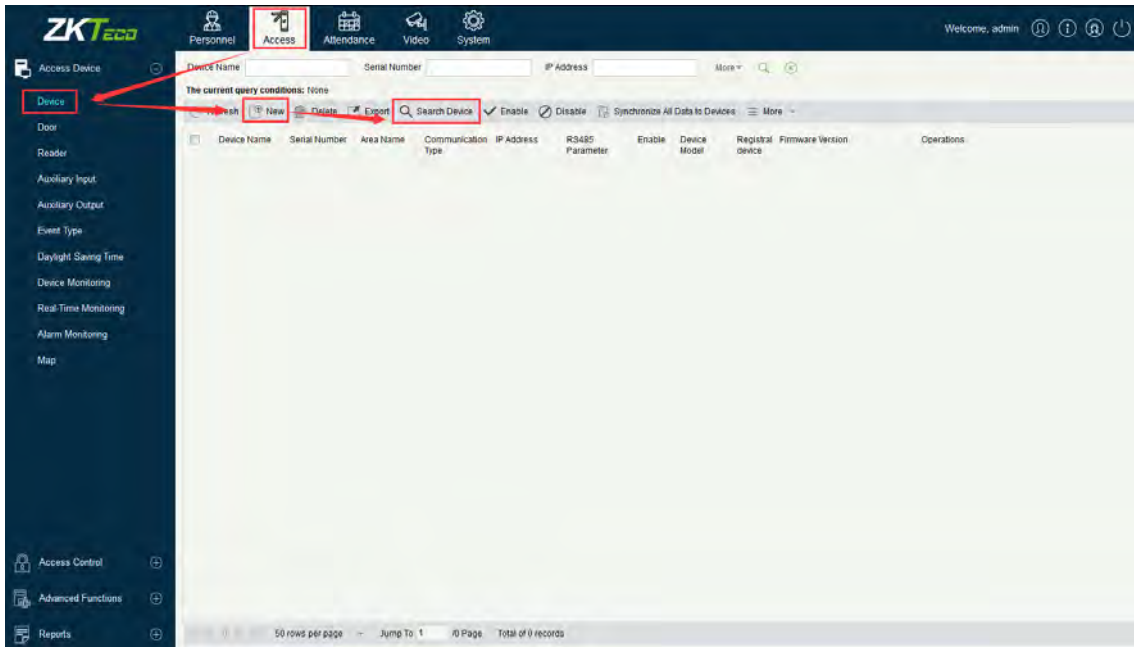 ZKTeco
Personnel Access Attendance Video System
Welcome, admin
Access Device
Device
Door
Reader
Auxiliary Input
Auxiliary Output
Event Type
Daylight Saving Time
Device Monitoring
Real-Time Monitoring
Alarm Monitoring
Map
Access Control
Advanced Functions
Reports
Device Name Serial Number IP Address More
The current query conditions: None
Refresh New Delete Export Search Device Enable Disable Synchronize All Data to Devices More
Device Name Serial Number Area Name Communication Type IP Address RS485 Parameter Enable Device Model Registral device Firmware Version Operations
50 rows per page Jump To 1 /0 Page Total of 0 records